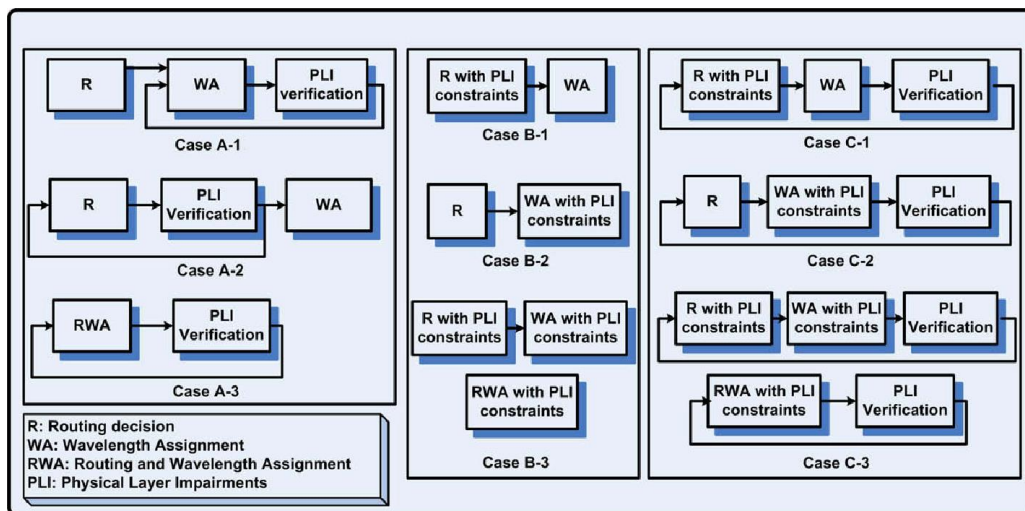 R
WA
PLI
verification
Case A-1
R
PLI
Verification
WA
Case A-2
RWA
PLI
Verification
Case A-3
R: Routing decision
WA: Wavelength Assignment
RWA: Routing and Wavelength Assignment
PLI: Physical Layer Impairments
R with PLI
constraints
WA
Case B-1
R
WA with PLI
constraints
Case B-2
R with PLI
constraints
WA with PLI
constraints
RWA with PLI
constraints
Case B-3
R with PLI
constraints
WA
PLI
Verification
Case C-1
R
WA with PLI
constraints
PLI
Verification
Case C-2
R with PLI
constraints
WA with PLI
constraints
PLI
Verification
RWA with PLI
constraints
PLI
Verification
Case C-3